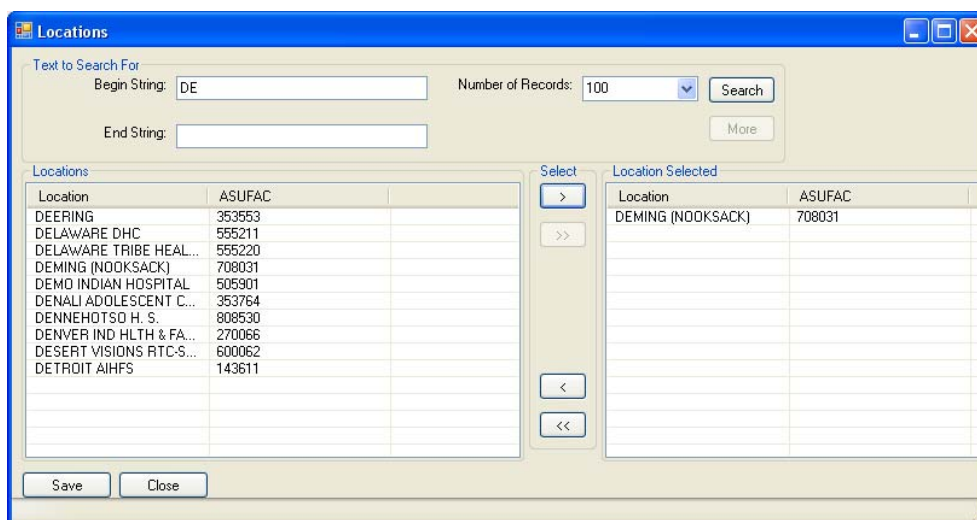 Locations
Text to Search For
Begin String: DE Number of Records: 100 Search
End String: More
Locations
Location ASUFAC
DEERING 353553
DELAWARE DHC 555211
DELAWARE TRIBE HEAL... 555220
DEMING (NOOKSACK) 708031
DEMO INDIAN HOSPITAL 505901
DENALI ADOLESCENT C... 353764
DENNEHOTSO H. S. 808530
DENVER IND HLTH & FA... 270066
DESERT VISIONS RTC-S... 600062
DETROIT AIHFS 143611
Select
>
>>
<
<<
Location Selected
Location ASUFAC
DEMING (NOOKSACK) 708031
Save Close